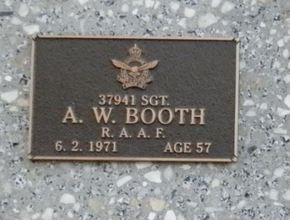 37941 SGT.
A. W. BOOTH
R. A. A. F.
6. 2. 1971 AGE 57